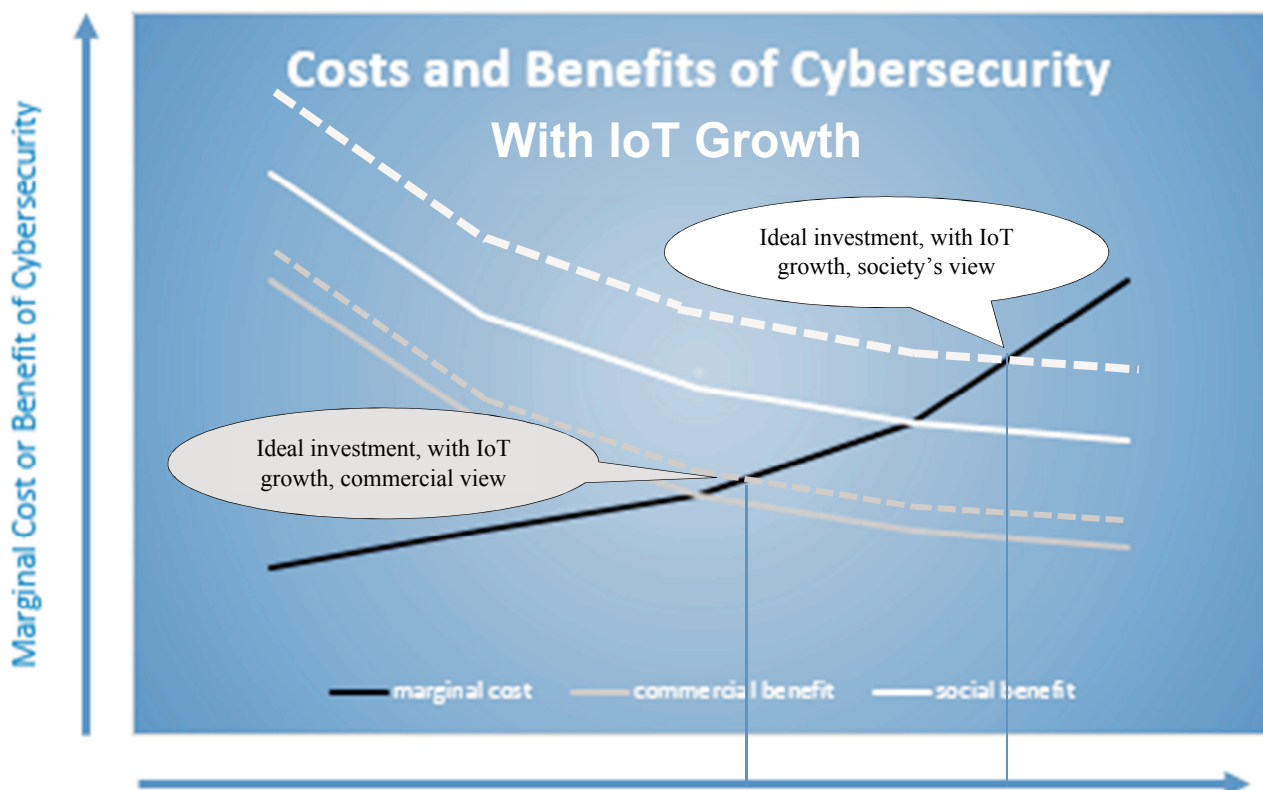 Costs and Benefits of Cybersecurity
With IoT Growth
Marginal Cost or Benefit of Cybersecurity
Ideal investment, with IoT
growth, society’s view
Ideal investment, with IoT
growth, commercial view
marginal cost
commercial benefit
social benefit